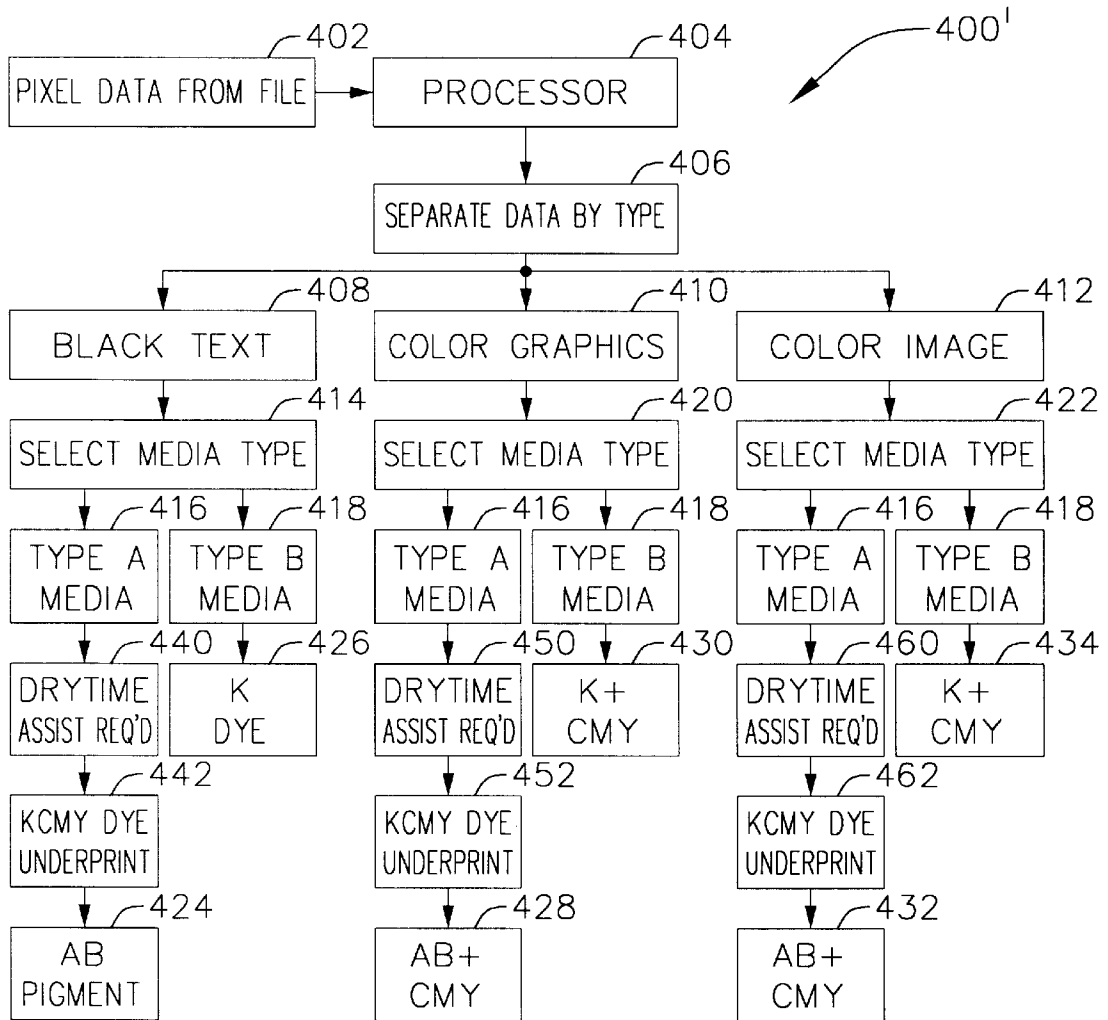 402
404
400'
PIXEL DATA FROM FILE
PROCESSOR
406
SEPARATE DATA BY TYPE
408
410
412
BLACK TEXT
COLOR GRAPHICS
COLOR IMAGE
414
420
422
SELECT MEDIA TYPE
SELECT MEDIA TYPE
SELECT MEDIA TYPE
416
418
416
418
416
418
TYPE A
MEDIA
TYPE B
MEDIA
TYPE A
MEDIA
TYPE B
MEDIA
TYPE A
MEDIA
TYPE B
MEDIA
440
426
450
430
460
434
DRYTIME
ASSIST REQ'D
K
DYE
DRYTIME
ASSIST REQ'D
K+
CMY
DRYTIME
ASSIST REQ'D
K+
CMY
442
452
462
KCMY DYE
UNDERPRINT
KCMY DYE
UNDERPRINT
KCMY DYE
UNDERPRINT
424
428
432
AB
PIGMENT
AB+
CMY
AB+
CMY